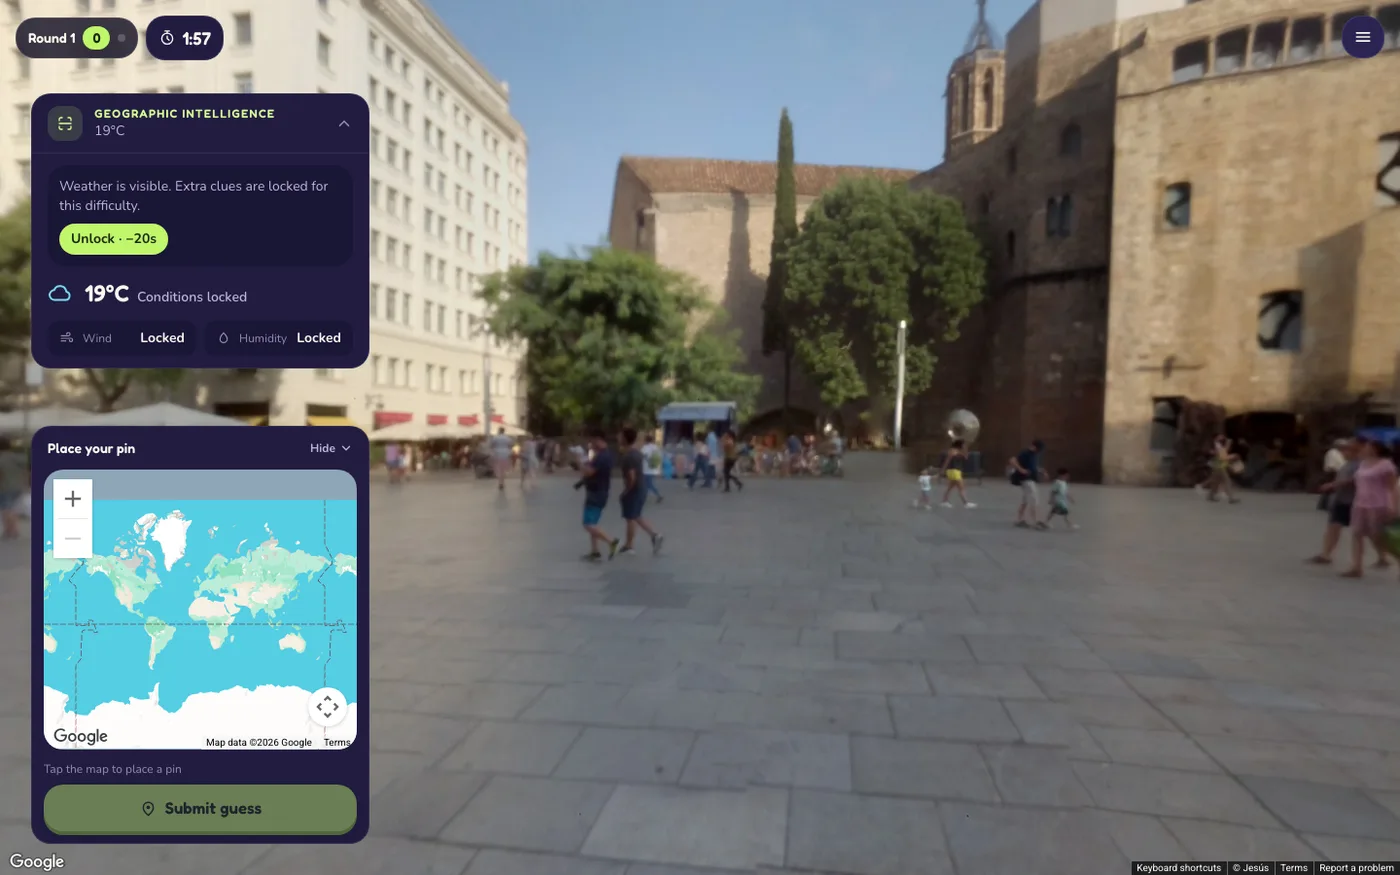 Round 1 0
1:57
GEOGRAPHIC INTELLIGENCE
19°C
Weather is visible. Extra clues are locked for
this difficulty.
Unlock · −20s
19°C Conditions locked
Wind Locked
Humidity Locked
Place your pin
Hide
Google
Map data ©2026 Google
Terms
Tap the map to place a pin
Submit guess
Google
Keyboard shortcuts
© Jesús
Terms
Report a problem